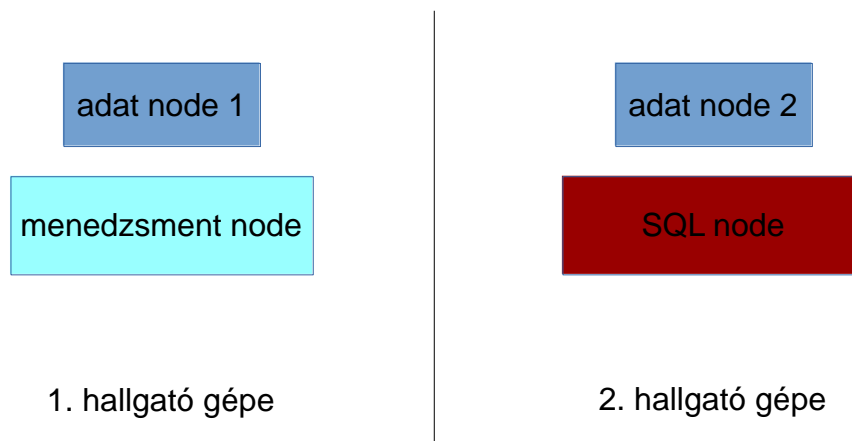 adat node 1
menedzsment node
1. hallgató gépe
adat node 2
SQL node
2. hallgató gépe